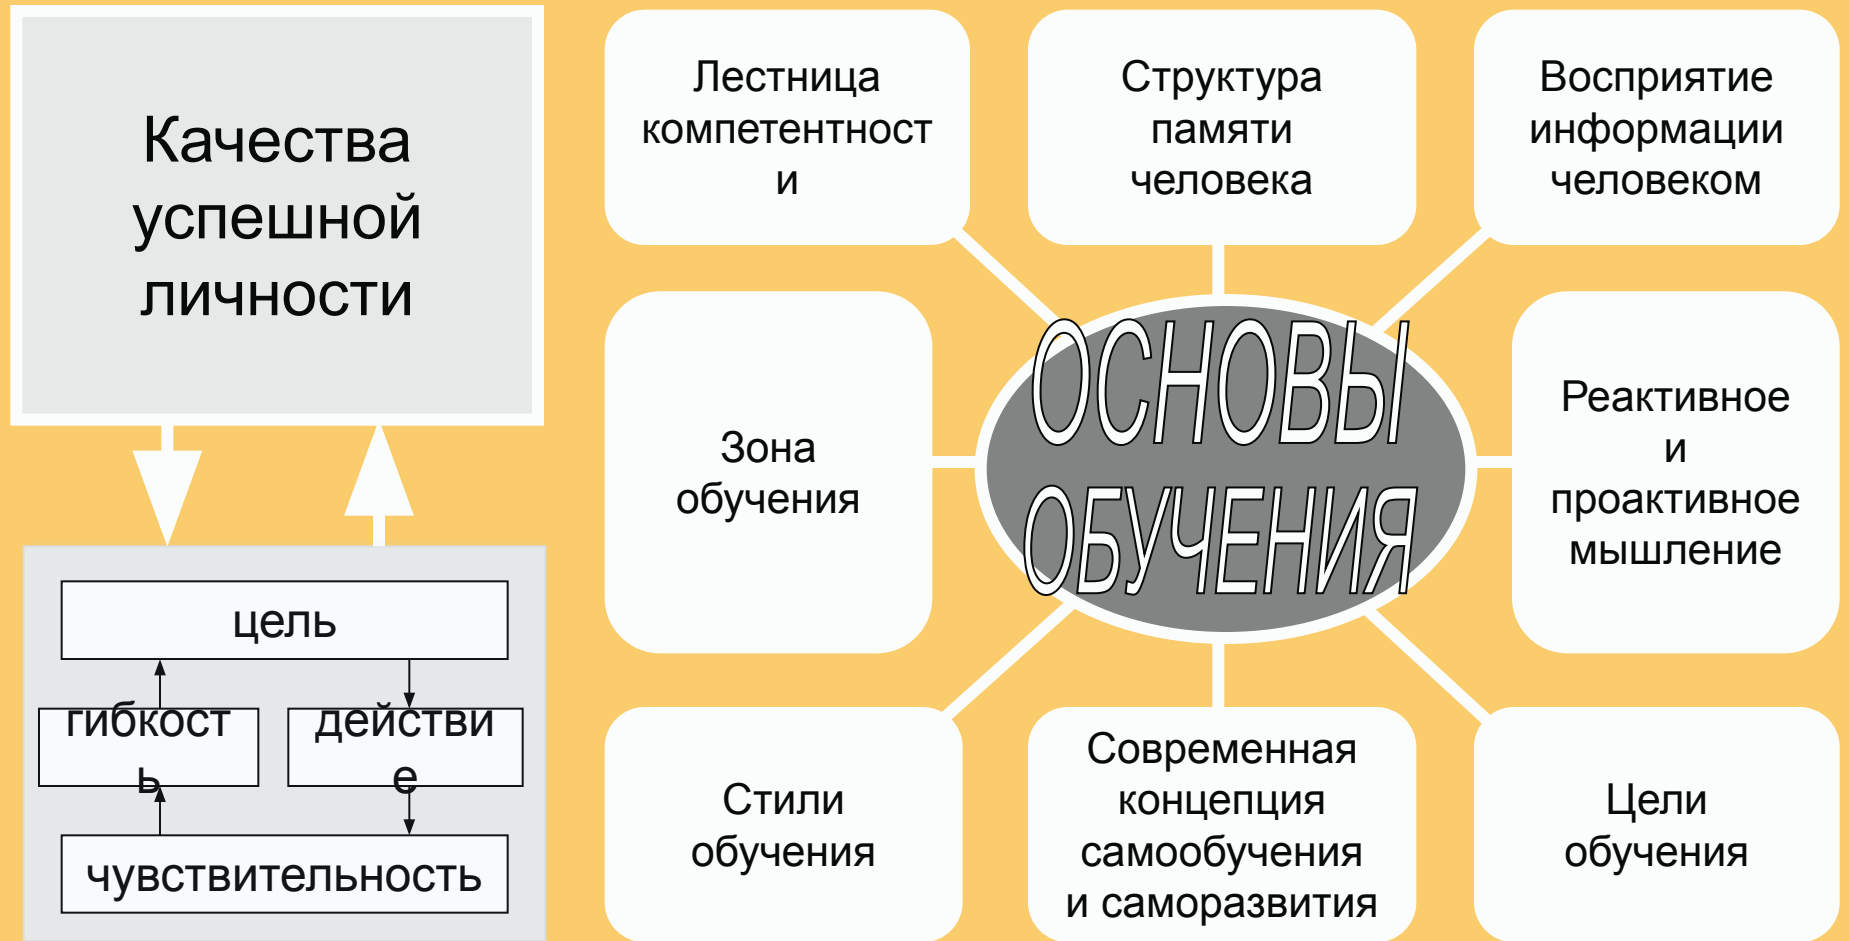 Качества
успешной
личности
цель
гибкост
ь
действи
е
чувствительность
Лестница
компетентност
и
Структура
памяти
человека
Восприятие
информации
человеком
Зона
обучения
ОСНОВЫ
ОБУЧЕНИЯ
Реактивное
и
проактивное
мышление
Стили
обучения
Современная
концепция
самообучения
и саморазвития
Цели
обучения